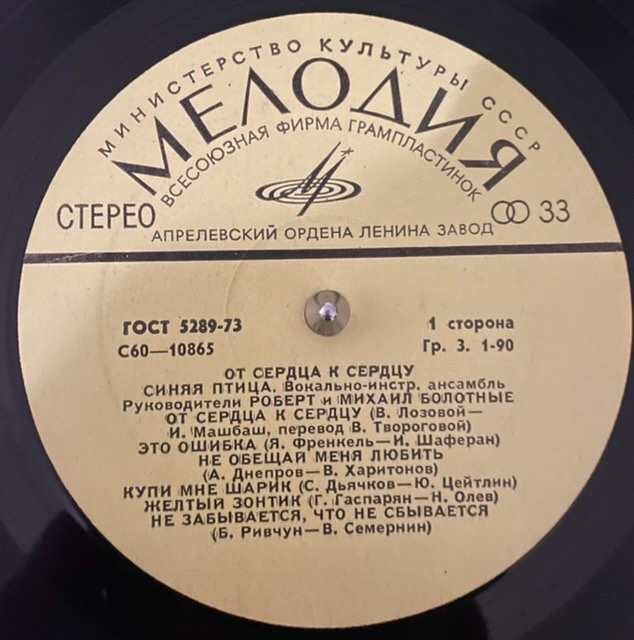 МИНИСТЕРСТВО КУЛЬТУРЫ СССР
МЕЛОДИЯ
ВСЕСОЮЗНАЯ ФИРМА ГРАМПЛАСТИНОК
СТЕРЕО
33
АПРЕЛЕВСКИЙ ОРДЕНА ЛЕНИНА ЗАВОД
ГОСТ 5289-73
1 сторона
С60—10865
Гр. 3. 1-90
ОТ СЕРДЦА К СЕРДЦУ
СИНЯЯ ПТИЦА. Вокально-инстр. ансамбль
Руководители РОБЕРТ и МИХАИЛ БОЛОТНЫЕ
ОТ СЕРДЦА К СЕРДЦУ (В. Лозовой—
И. Машбаш, перевод В. Твороговой)
ЭТО ОШИБКА (Я. Френкель—И. Шаферан)
НЕ ОБЕЩАЙ МЕНЯ ЛЮБИТЬ
(А. Днепров—В. Харитонов)
КУПИ МНЕ ШАРИК (С. Дьячков—Ю. Цейтлин)
ЖЕЛТЫЙ ЗОНТИК (Г. Гаспарян—Н. Олев)
НЕ ЗАБЫВАЕТСЯ, ЧТО НЕ СБЫВАЕТСЯ
(Б. Ривчун—В. Семернин)